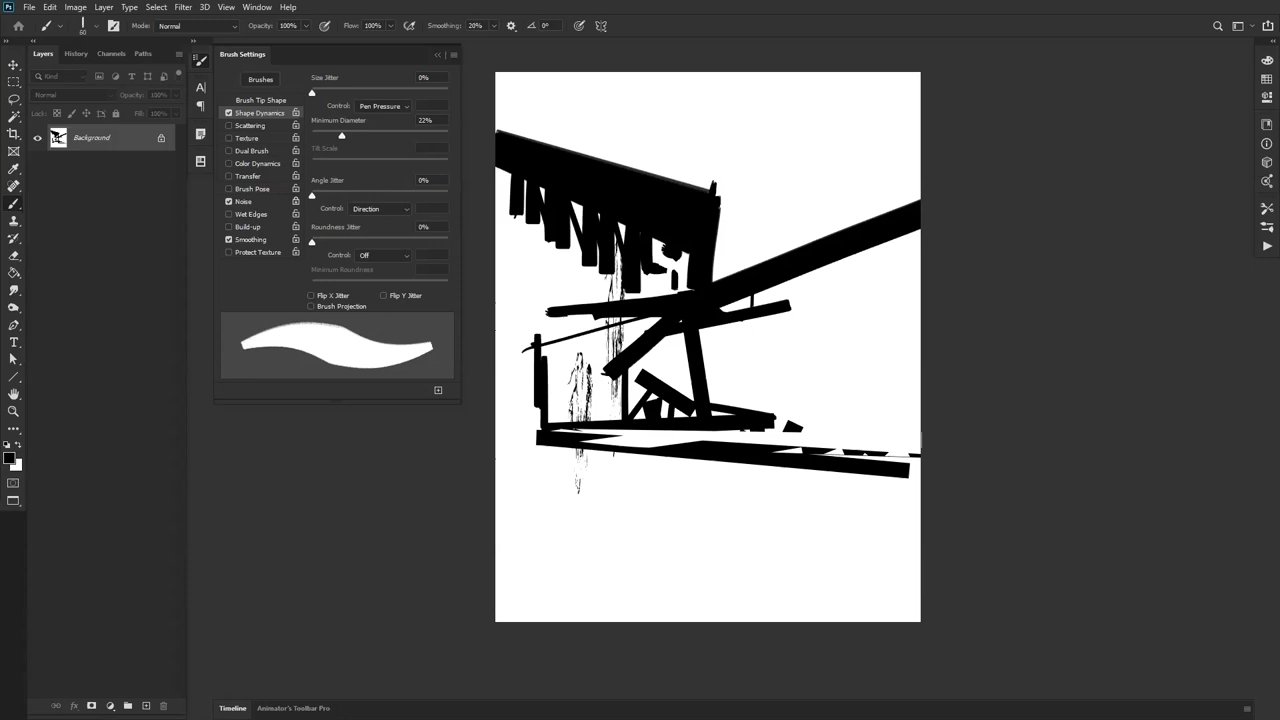 Ps File Edit Image Layer Type Select Filter 3D View Window Help
60 Mode: Normal Opacity: 100% Flow: 100% Smoothing: 20% 0°
Layers History Channels Paths
Kind
Normal Opacity: 100%
Lock: Fill: 100%
Background
Brush Settings
Brushes
Brush Tip Shape
Shape Dynamics
Scattering
Texture
Dual Brush
Color Dynamics
Transfer
Brush Pose
Noise
Wet Edges
Build-up
Smoothing
Protect Texture
Size Jitter 0%
Control: Pen Pressure
Minimum Diameter 22%
Tilt Scale
Angle Jitter 0%
Control: Direction
Roundness Jitter 0%
Control: Off
Minimum Roundness
Flip X Jitter Flip Y Jitter
Brush Projection
fx
Timeline Animator's Toolbar Pro